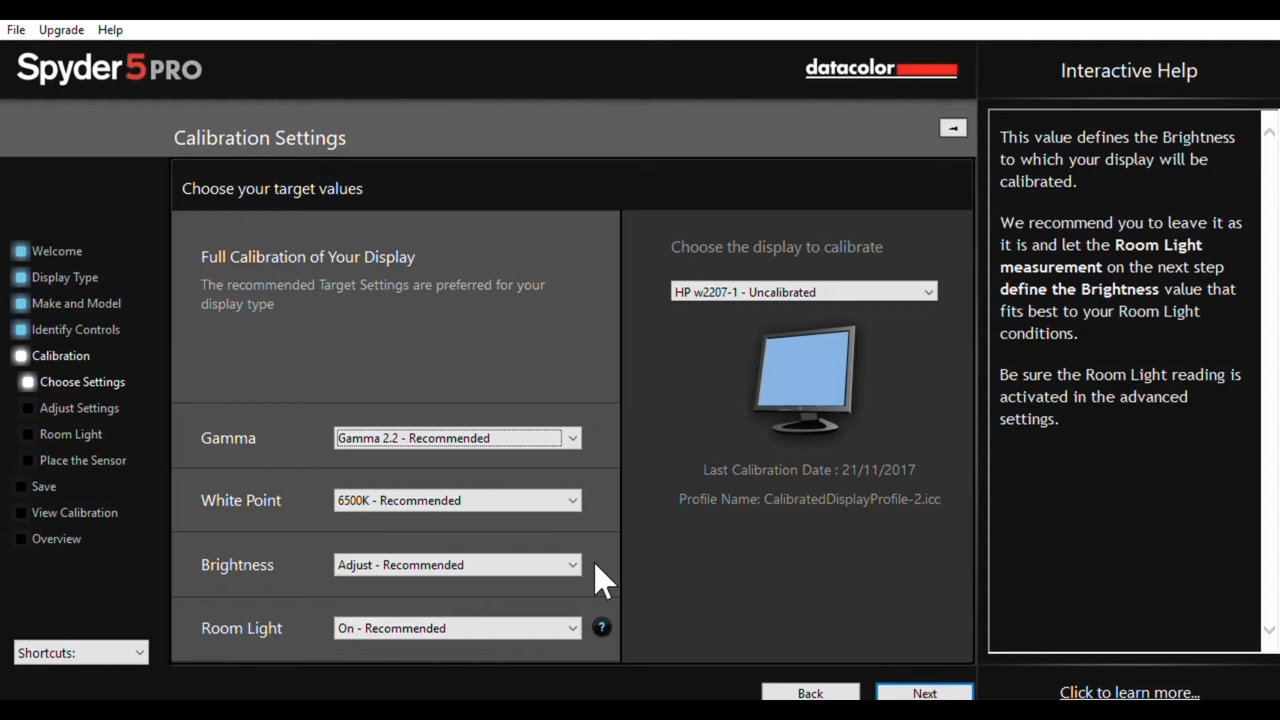 File Upgrade Help
Spyder5PRO
datacolor
Interactive Help
Calibration Settings
Choose your target values
Welcome
Display Type
Make and Model
Identify Controls
Calibration
Choose Settings
Adjust Settings
Room Light
Place the Sensor
Save
View Calibration
Overview
Shortcuts:
Full Calibration of Your Display
The recommended Target Settings are preferred for your
display type
Gamma
Gamma 2.2 - Recommended
White Point
6500K - Recommended
Brightness
Adjust - Recommended
Room Light
On - Recommended
?
Choose the display to calibrate
HP w2207-1 - Uncalibrated
Last Calibration Date : 21/11/2017
Profile Name: CalibratedDisplayProfile-2.icc
Back
Next
This value defines the Brightness
to which your display will be
calibrated.
We recommend you to leave it as
it is and let the Room Light
measurement on the next step
define the Brightness value that
fits best to your Room Light
conditions.
Be sure the Room Light reading is
activated in the advanced
settings.
Click to learn more...